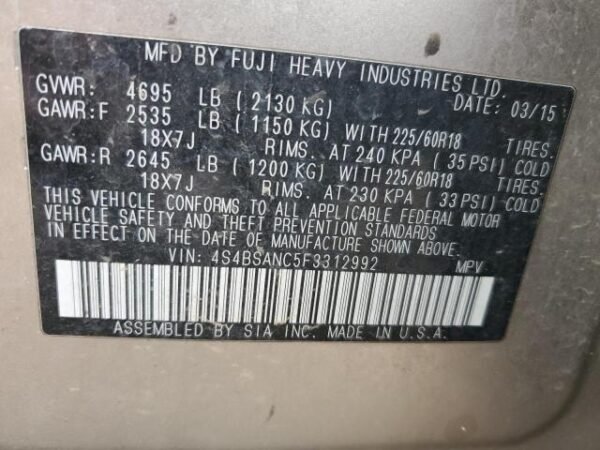 MFD BY FUJI HEAVY INDUSTRIES LTD.
GVWR: 4695 LB ( 2130 KG) DATE: 03/15
GAWR:F 2535 LB ( 1150 KG) WITH 225/60R18 TIRES.
18X7J RIMS. AT 240 KPA ( 35 PSI) COLD
GAWR:R 2645 LB ( 1200 KG) WITH 225/60R18 TIRES.
18X7J RIMS. AT 230 KPA ( 33 PSI) COLD
THIS VEHICLE CONFORMS TO ALL APPLICABLE FEDERAL MOTOR
VEHICLE SAFETY AND THEFT PREVENTION STANDARDS
IN EFFECT ON THE DATE OF MANUFACTURE SHOWN ABOVE.
VIN: 4S4BSANC5F3312992 MPV
ASSEMBLED BY SIA INC. MADE IN U.S.A.